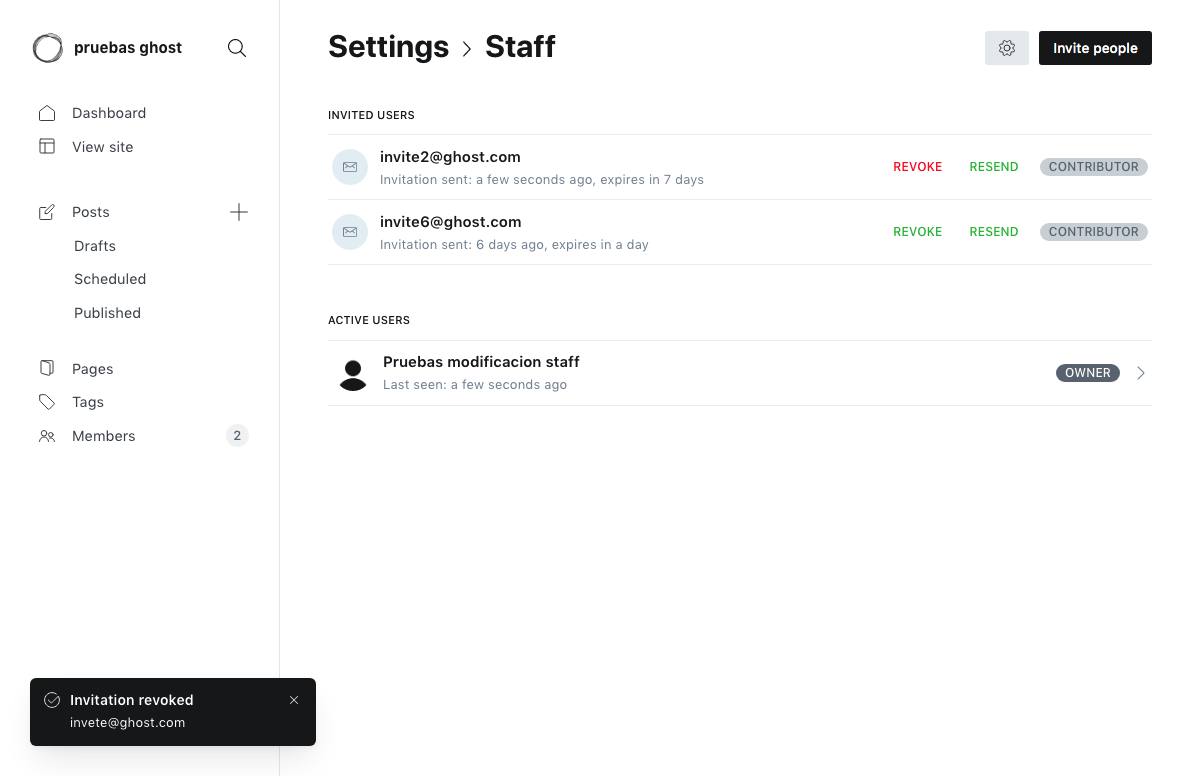 pruebas ghost
Dashboard
View site
Posts
Drafts
Scheduled
Published
Pages
Tags
Members 2
Settings > Staff
Invite people
INVITED USERS
invite2@ghost.com
Invitation sent: a few seconds ago, expires in 7 days
REVOKE RESEND CONTRIBUTOR
invite6@ghost.com
Invitation sent: 6 days ago, expires in a day
REVOKE RESEND CONTRIBUTOR
ACTIVE USERS
Pruebas modificacion staff
Last seen: a few seconds ago
OWNER
Invitation revoked
invete@ghost.com